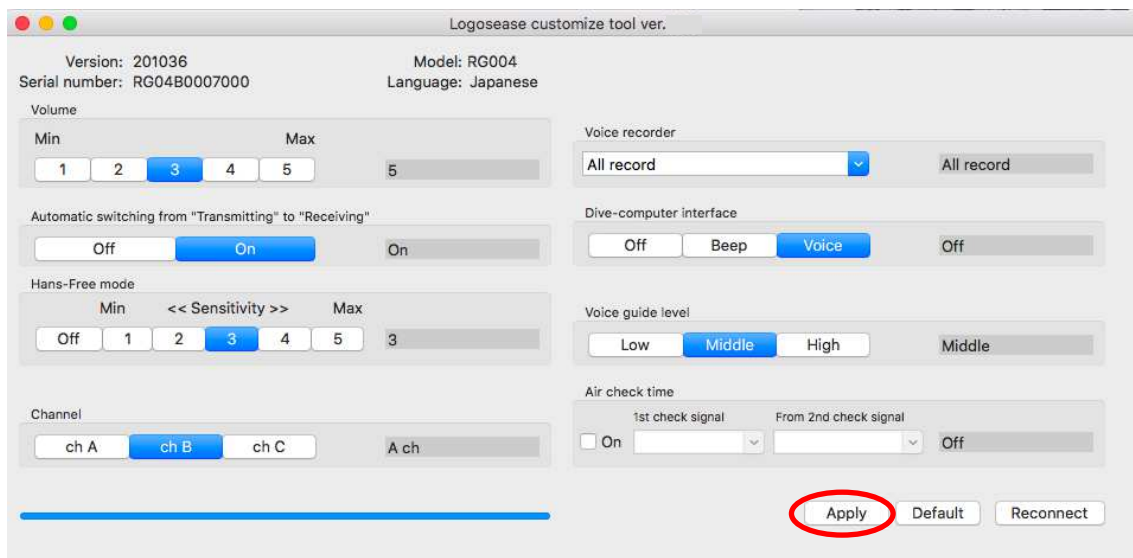 Logosease customize tool ver.
Version: 201036
Model: RG004
Serial number: RG04B0007000
Language: Japanese
Volume
Min Max
1 2 3 4 5 5
Automatic switching from "Transmitting" to "Receiving"
Off On On
Hans-Free mode
Min << Sensitivity >> Max
Off 1 2 3 4 5 3
Channel
ch A ch B ch C A ch
Voice recorder
All record All record
Dive-computer interface
Off Beep Voice Off
Voice guide level
Low Middle High Middle
Air check time
1st check signal From 2nd check signal
On Off
Apply Default Reconnect